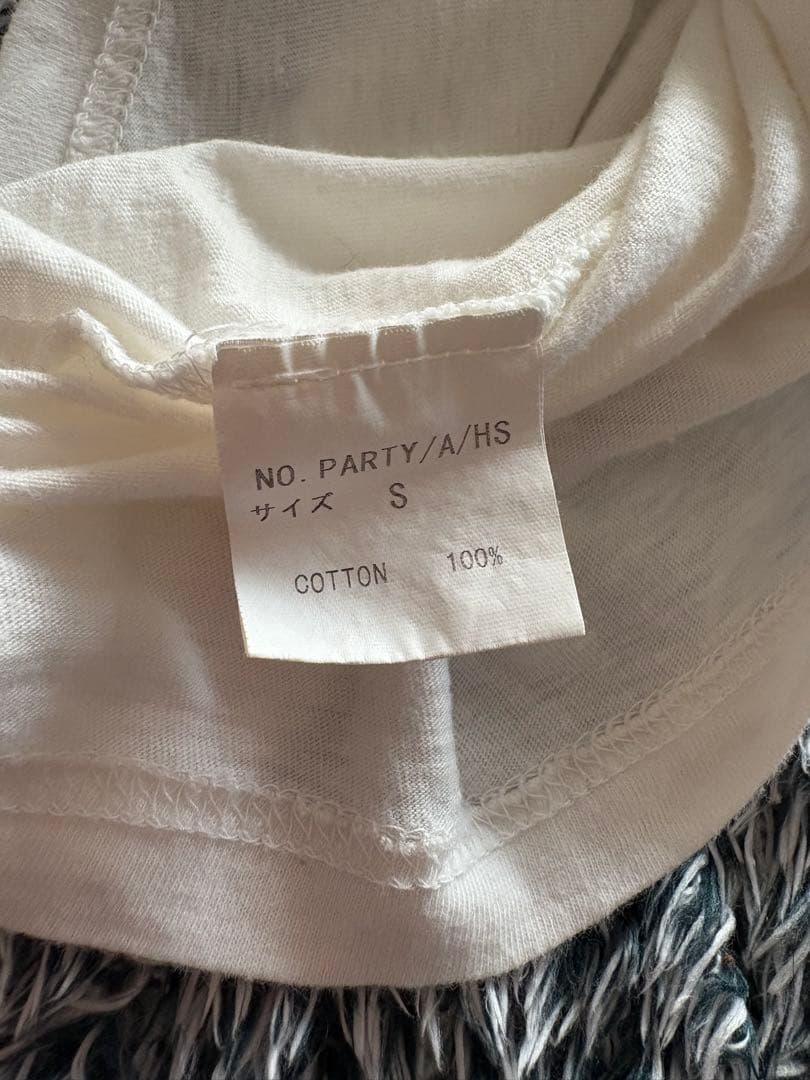 NO. PARTY/A/HS
サイズ S
COTTON 100%